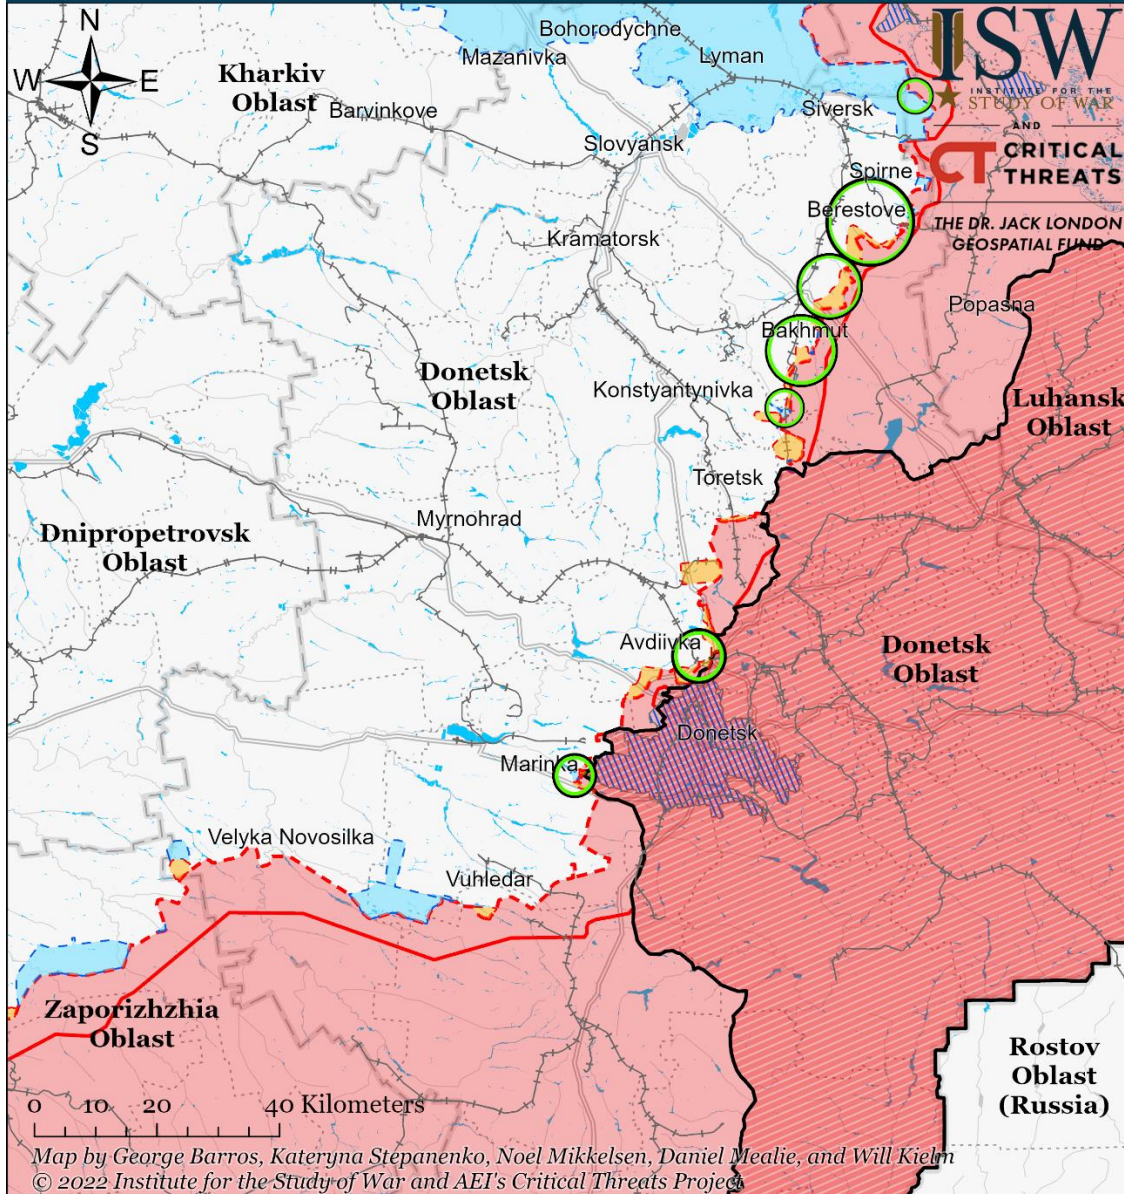 N
W E
S
ISW
INSTITUTE FOR THE
STUDY OF WAR
AND
CT CRITICAL
THREATS
THE DR. JACK LONDON
GEOSPATIAL FUND
Bohorodychne
Mazanivka
Lyman
Kharkiv
Oblast
Barvinkove
Siversk
Slovyansk
Spirne
Berestove
Kramatorsk
Popasna
Bakhmut
Donetsk
Oblast
Konstyantynivka
Luhansk
Oblast
Toretsk
Myrnohrad
Dnipropetrovsk
Oblast
Avdiivka
Donetsk
Oblast
Donetsk
Marinka
Velyka Novosilka
Vuhledar
Zaporizhzhia
Oblast
Rostov
Oblast
(Russia)
0 10 20 40 Kilometers
Map by George Barros, Kateryna Stepanenko, Noel Mikkelsen, Daniel Mealie, and Will Kielm
© 2022 Institute for the Study of War and AEI's Critical Threats Project